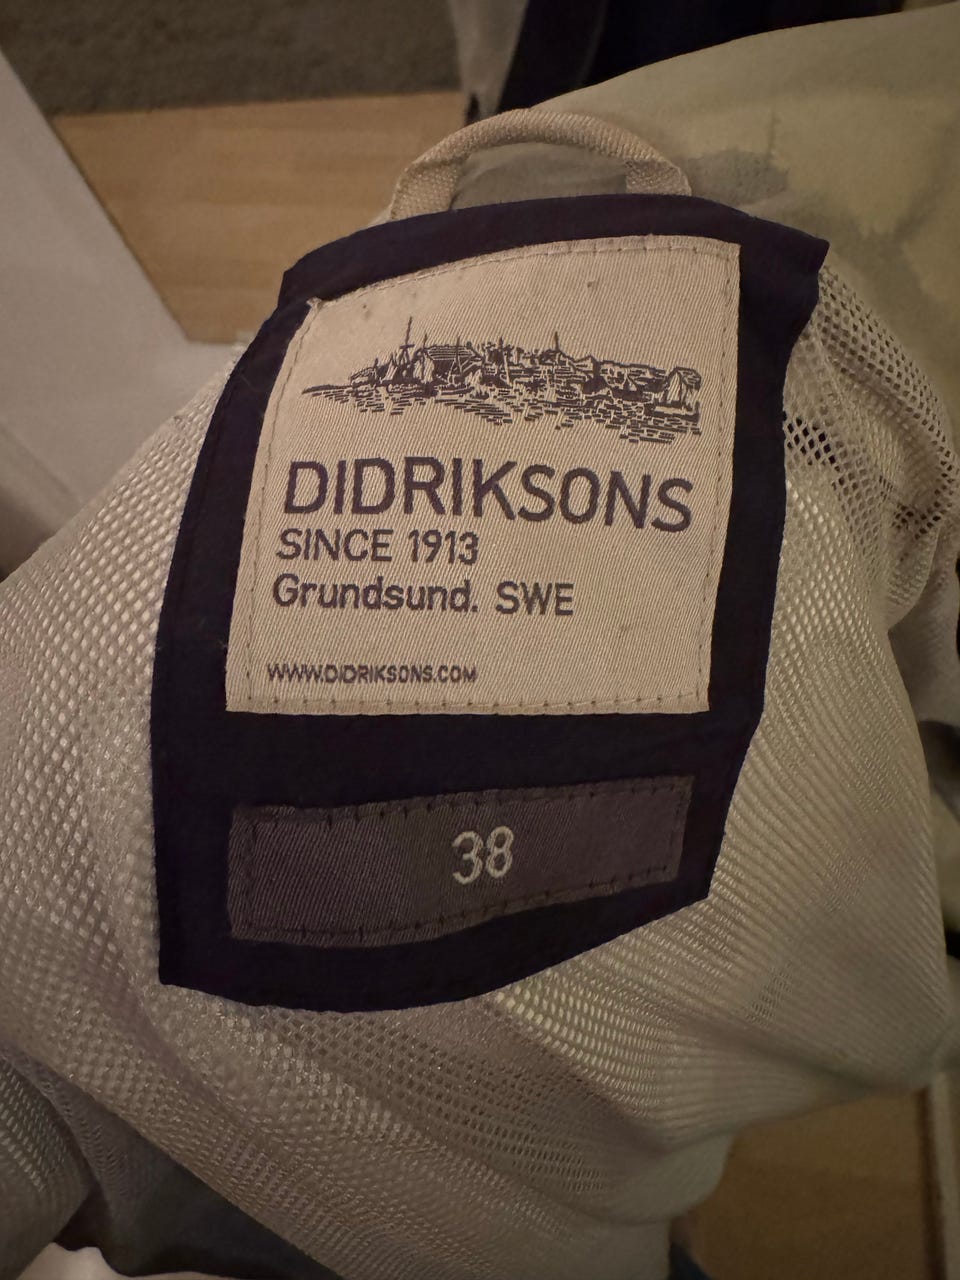 DIDRIKSONS
SINCE 1913
Grundsund. SWE
WWW.DIDRIKSONS.COM
38